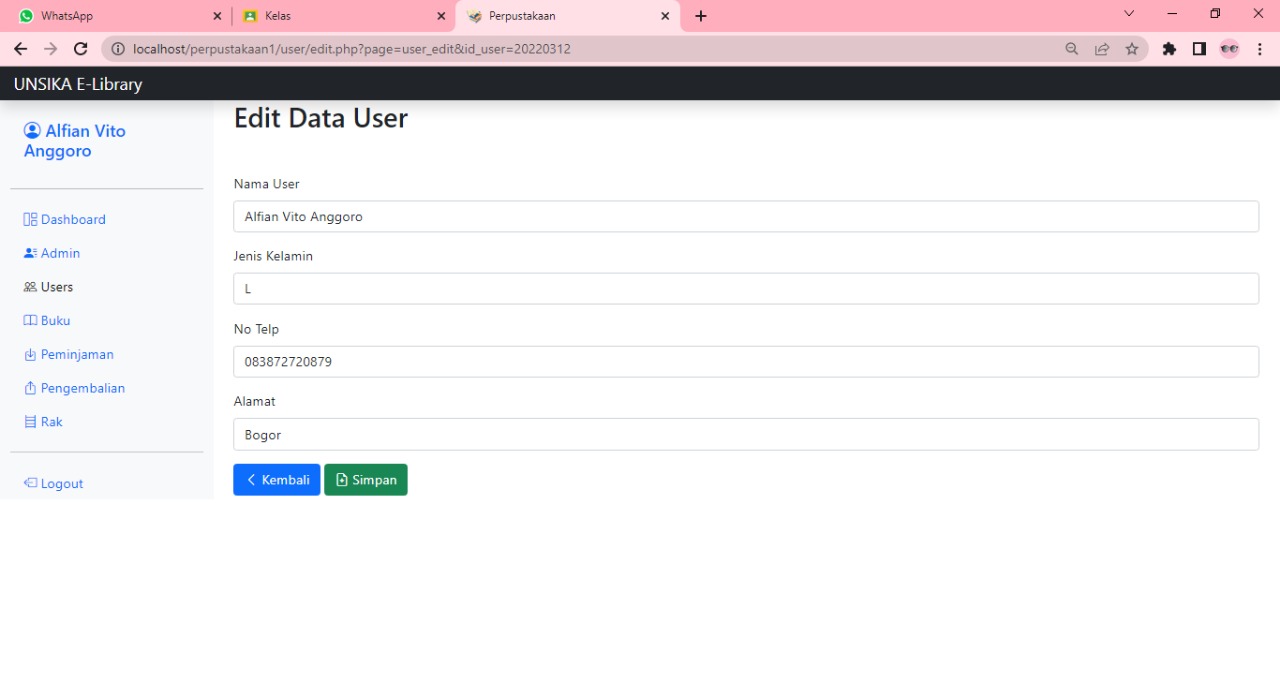 WhatsApp
Kelas
Perpustakaan
localhost/perpustakaan1/user/edit.php?page=user_edit&id_user=20220312
UNSIKA E-Library
Alfian Vito
Anggoro
Dashboard
Admin
Users
Buku
Peminjaman
Pengembalian
Rak
Logout
Edit Data User
Nama User
Alfian Vito Anggoro
Jenis Kelamin
L
No Telp
083872720879
Alamat
Bogor
Kembali
Simpan